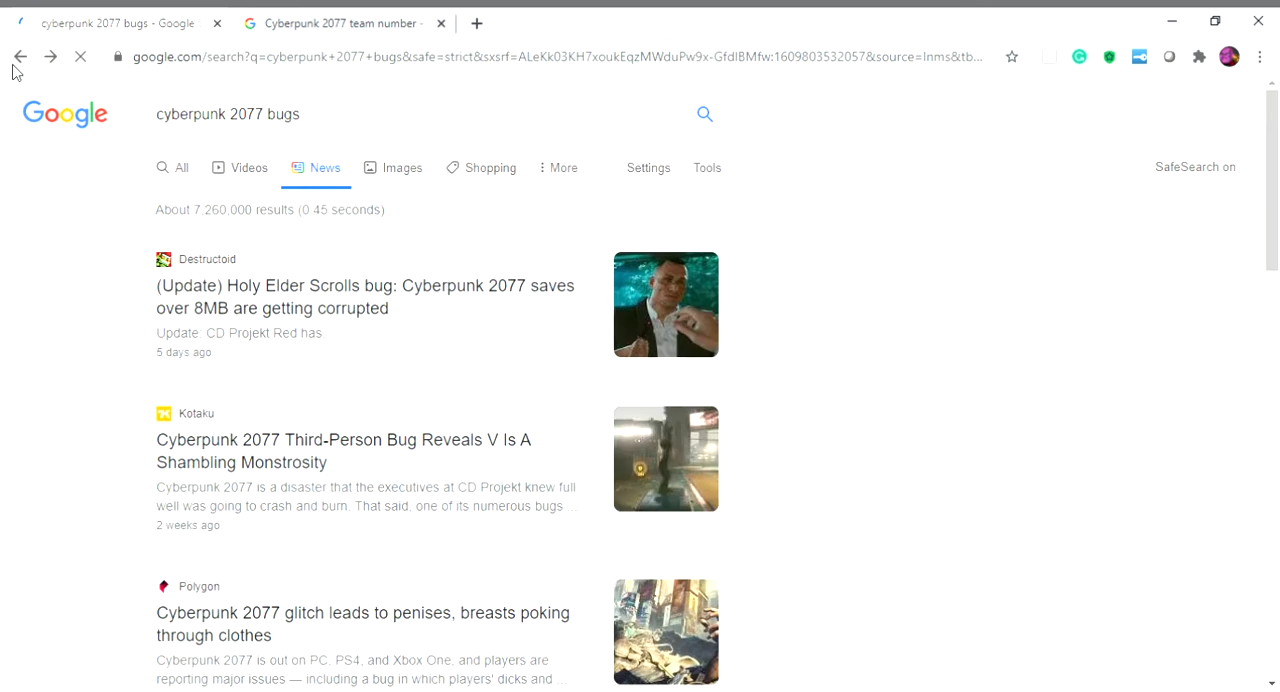 cyberpunk 2077 bugs - Google
Cyberpunk 2077 team number -
google.com/search?q=cyberpunk+2077+bugs&safe=strict&sxsrf=ALeKk03KH7xoukEqzMWduPw9x-GfdIBMfw:1609803532057&source=lnms&tb...
Google
cyberpunk 2077 bugs
All Videos News Images Shopping More Settings Tools SafeSearch on
About 7,260,000 results (0.45 seconds)
Destructoid
(Update) Holy Elder Scrolls bug: Cyberpunk 2077 saves
over 8MB are getting corrupted
Update: CD Projekt Red has
5 days ago
Kotaku
Cyberpunk 2077 Third-Person Bug Reveals V Is A
Shambling Monstrosity
Cyberpunk 2077 is a disaster that the executives at CD Projekt knew full
well was going to crash and burn. That said, one of its numerous bugs ...
2 weeks ago
Polygon
Cyberpunk 2077 glitch leads to penises, breasts poking
through clothes
Cyberpunk 2077 is out on PC, PS4, and Xbox One, and players are
reporting major issues — including a bug in which players' dicks and ...